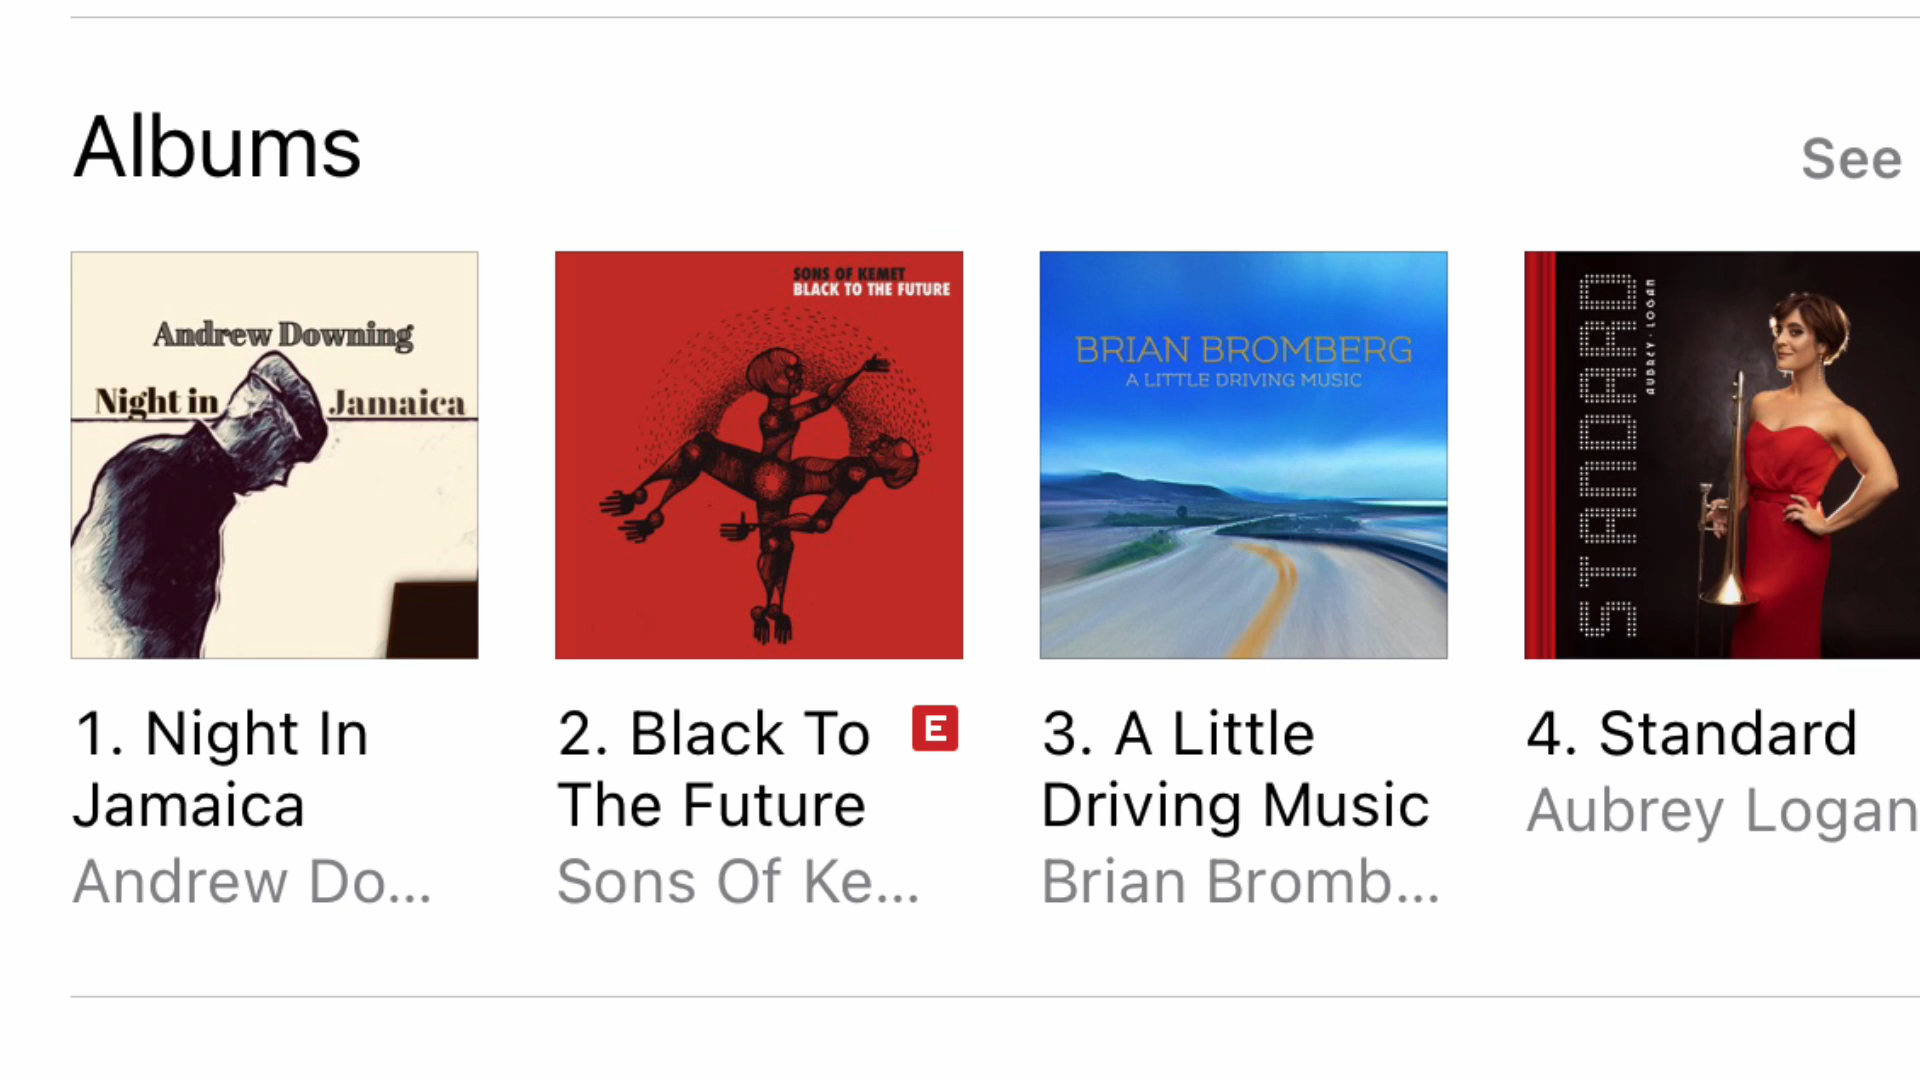 Albums
See
Andrew Downing
Night in Jamaica
SONS OF KEMET
BLACK TO THE FUTURE
BRIAN BROMBERG
A LITTLE DRIVING MUSIC
STANDARD
AUBREY LOGAN
1. Night In
Jamaica
Andrew Do...
2. Black To E
The Future
Sons Of Ke...
3. A Little
Driving Music
Brian Bromb...
4. Standard
Aubrey Logan